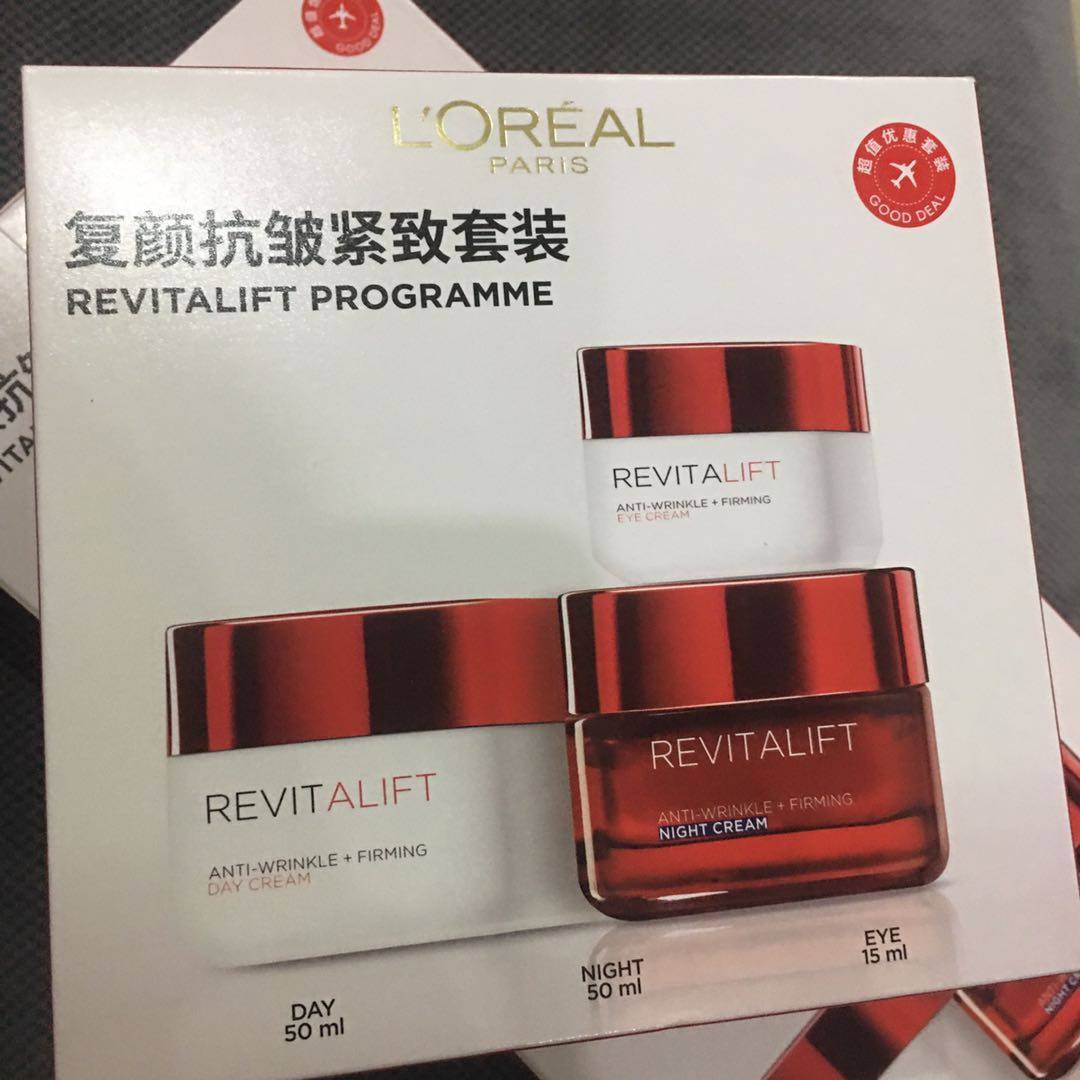 GOOD DEAL
L'ORÉAL
PARIS
超值优惠套装
GOOD DEAL
复颜抗皱紧致套装
REVITALIFT PROGRAMME
REVITALIFT
ANTI-WRINKLE + FIRMING
EYE CREAM
REVITALIFT
ANTI-WRINKLE + FIRMING
NIGHT CREAM
REVITALIFT
ANTI-WRINKLE + FIRMING
DAY CREAM
DAY
50 ml
NIGHT
50 ml
EYE
15 ml